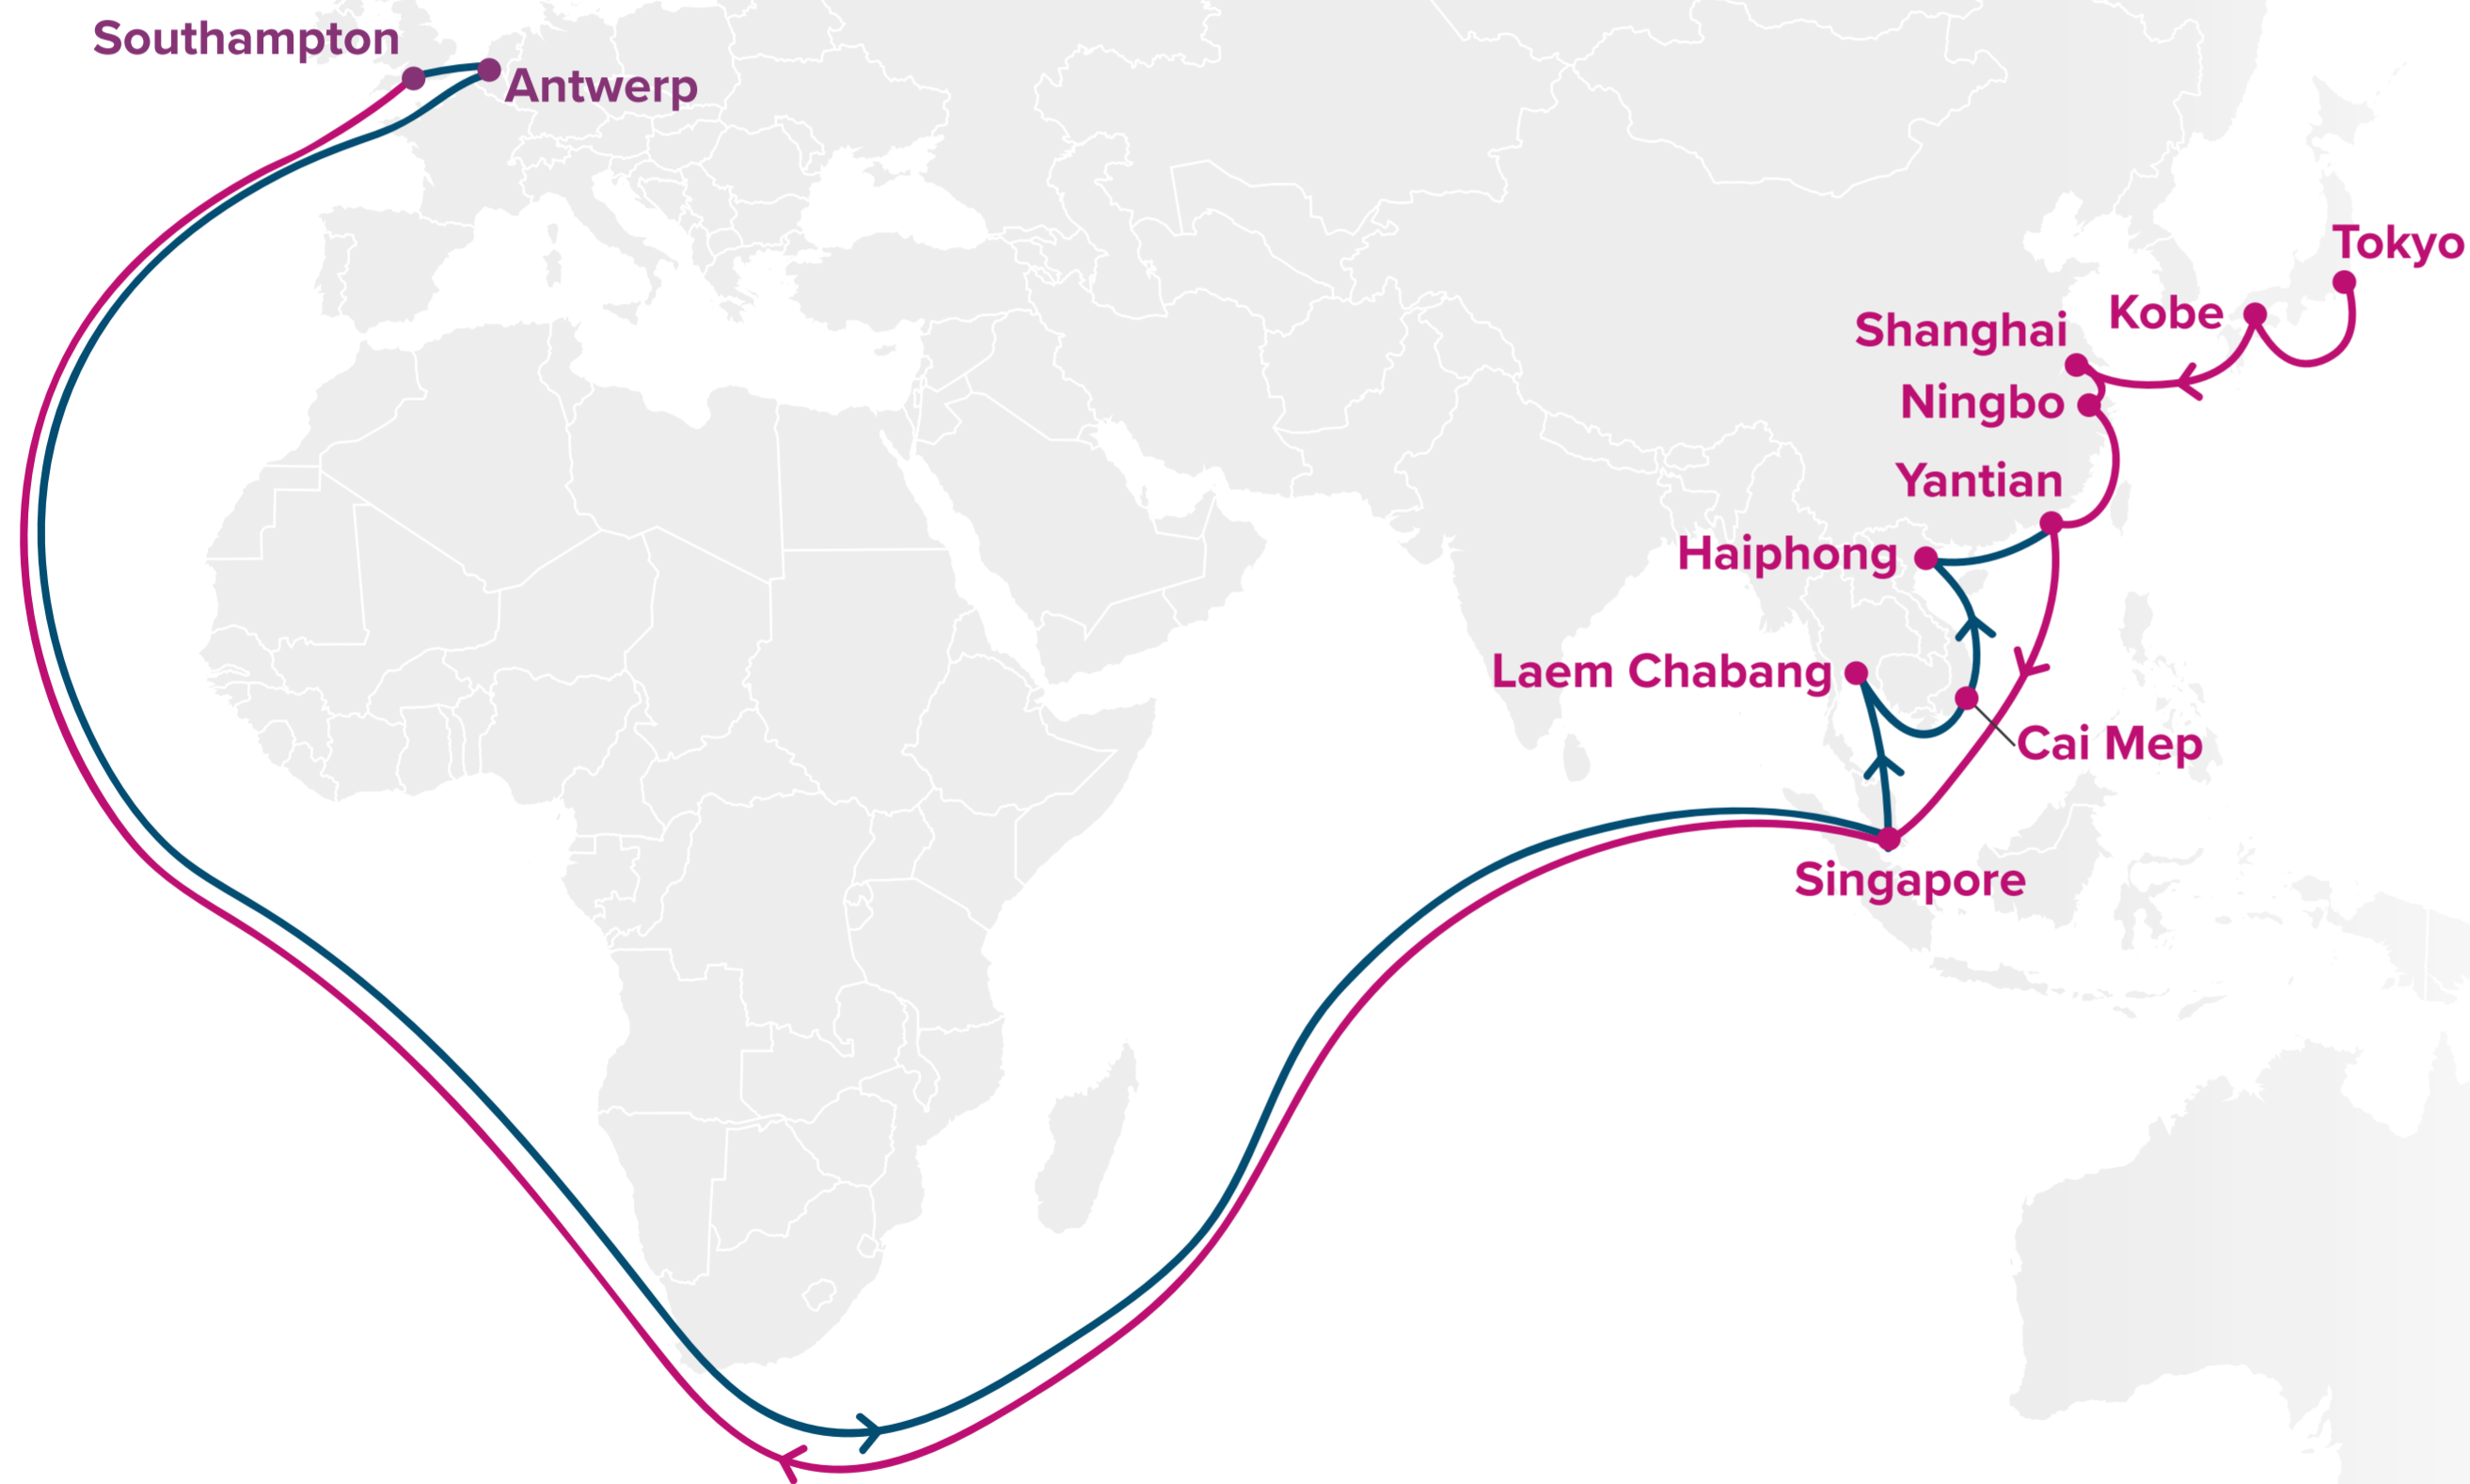 Southampton
Antwerp
Tokyo
Kobe
Shanghai
Ningbo
Yantian
Haiphong
Laem Chabang
Cai Mep
Singapore